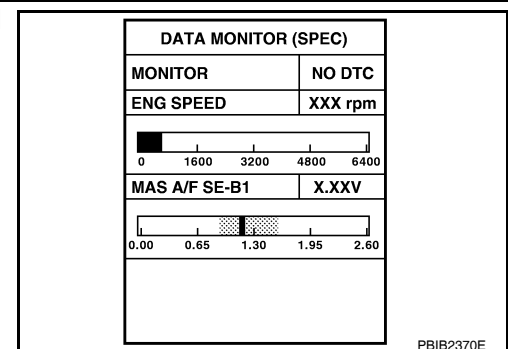 DATA MONITOR (SPEC)
MONITOR NO DTC
ENG SPEED XXX rpm
0 1600 3200 4800 6400
MAS A/F SE-B1 X.XXV
0.00 0.65 1.30 1.95 2.60
PBIB2370E